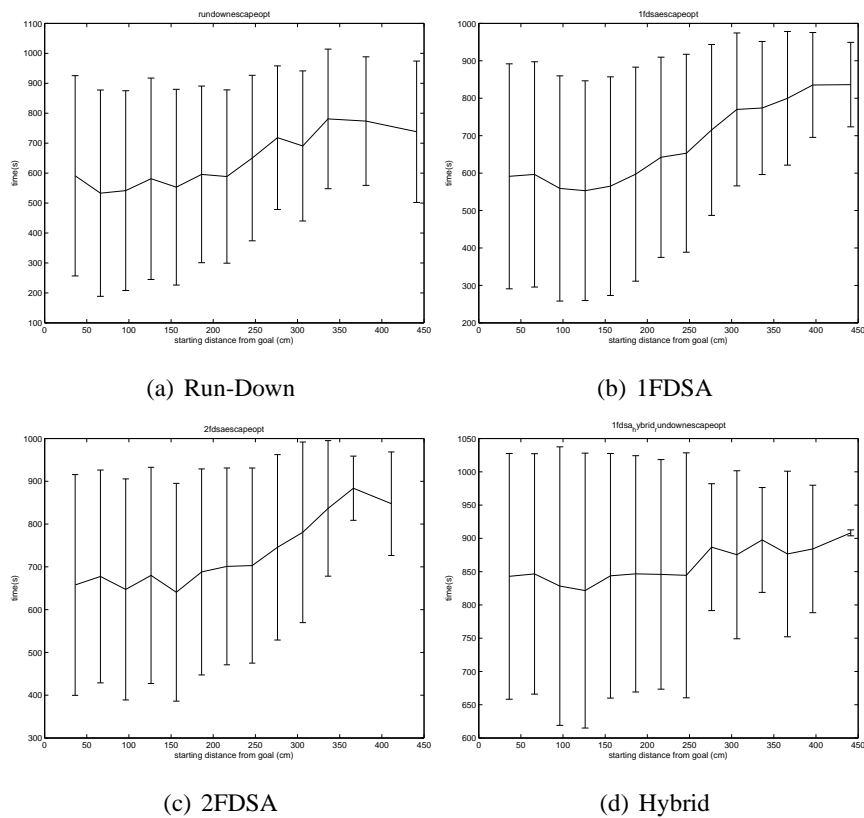 rundownescapeopt
1100
1000
900
800
700
600
500
400
300
200
100
time(s)
0 50 100 150 200 250 300 350 400 450
starting distance from goal (cm)
(a) Run-Down
1fdsaescapeopt
1000
900
800
700
600
500
400
300
200
time(s)
0 50 100 150 200 250 300 350 400 450
starting distance from goal (cm)
(b) 1FDSA
2fdsaescapeopt
1000
900
800
700
600
500
400
300
time(s)
0 50 100 150 200 250 300 350 400 450
starting distance from goal (cm)
(c) 2FDSA
1fdsahybridrundownescapeopt
1050
1000
950
900
850
800
750
700
650
600
time(s)
0 50 100 150 200 250 300 350 400 450
starting distance from goal (cm)
(d) Hybrid